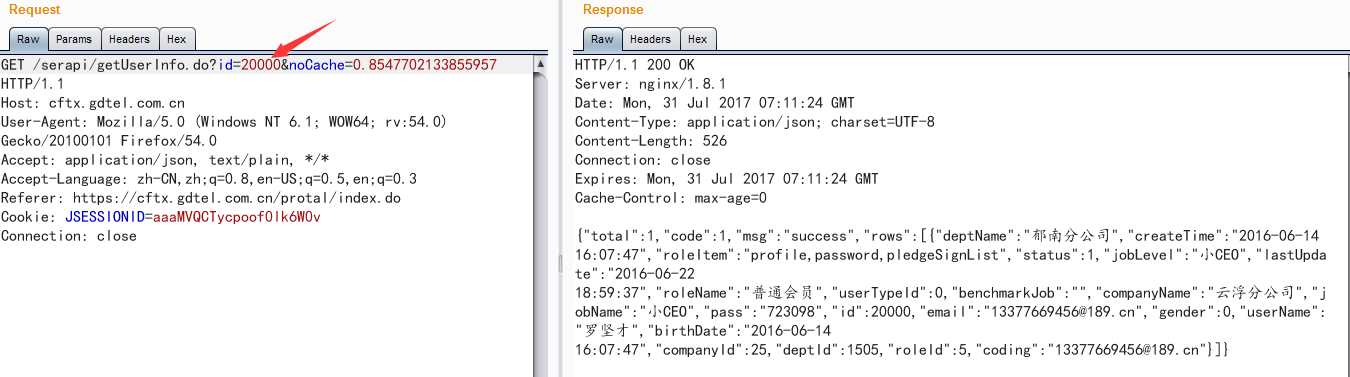 Request
Raw Params Headers Hex
GET /serapi/getUserInfo.do?id=20000&noCache=0.8547702133855957
HTTP/1.1
Host: cftx.gdtel.com.cn
User-Agent: Mozilla/5.0 (Windows NT 6.1; WOW64; rv:54.0)
Gecko/20100101 Firefox/54.0
Accept: application/json, text/plain, */*
Accept-Language: zh-CN,zh;q=0.8,en-US;q=0.5,en;q=0.3
Referer: https://cftx.gdtel.com.cn/protal/index.do
Cookie: JSESSIONID=aaaMVQCTycpoof0lk6W0v
Connection: close
Response
Raw Headers Hex
HTTP/1.1 200 OK
Server: nginx/1.8.1
Date: Mon, 31 Jul 2017 07:11:24 GMT
Content-Type: application/json; charset=UTF-8
Content-Length: 526
Connection: close
Expires: Mon, 31 Jul 2017 07:11:24 GMT
Cache-Control: max-age=0
{"total":1,"code":1,"msg":"success","rows":[{"deptName":"郁南分公司","createTime":"2016-06-14
16:07:47","roleItem":"profile,password,pledgeSignList","status":1,"jobLevel":"小CEO","lastUpda
te":"2016-06-22
18:59:37","roleName":"普通会员","userTypeId":0,"benchmarkJob":"","companyName":"云浮分公司","j
obName":"小CEO","pass":"723098","id":20000,"email":"13377669456@189.cn","gender":0,"userName":
"罗坚才","birthDate":"2016-06-14
16:07:47","companyId":25,"deptId":1505,"roleId":5,"coding":"13377669456@189.cn"}]}